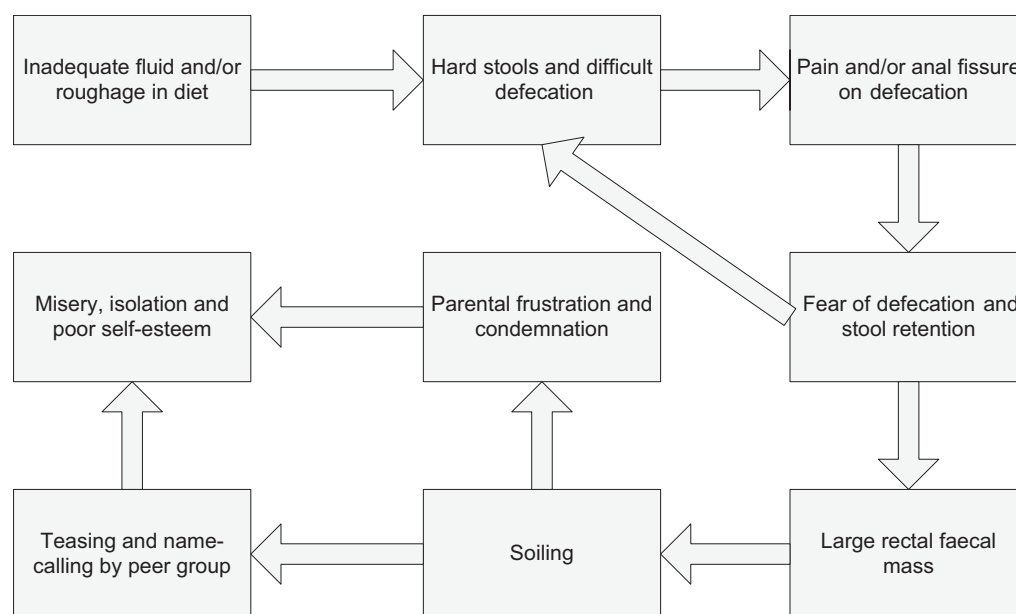 Inadequate fluid and/or
roughage in diet
Hard stools and difficult
defecation
Pain and/or anal fissure
on defecation
Misery, isolation and
poor self-esteem
Parental frustration and
condemnation
Fear of defecation and
stool retention
Teasing and name-
calling by peer group
Soiling
Large rectal faecal
mass